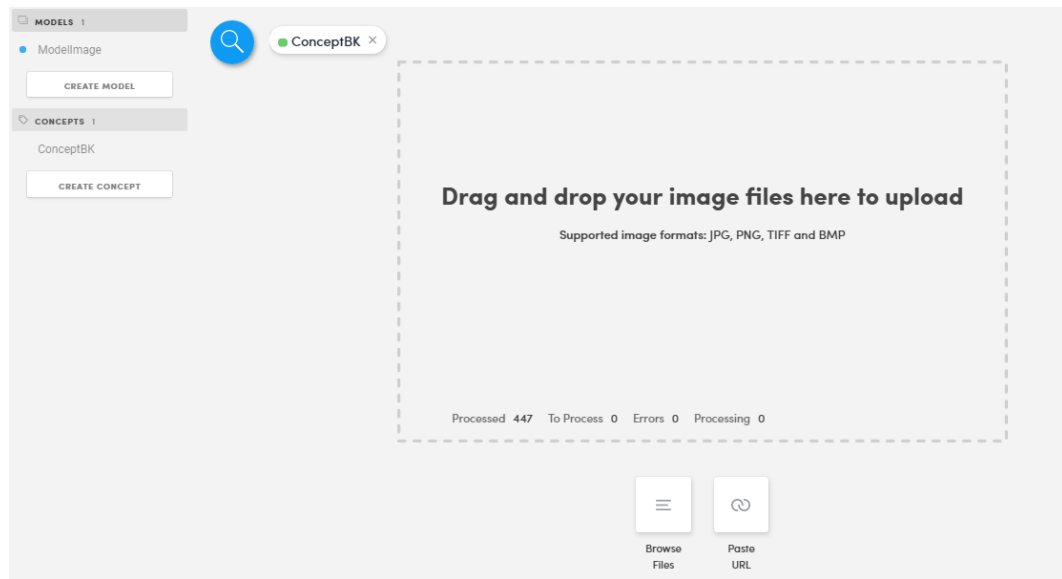 MODELS 1
ModelImage
CREATE MODEL
CONCEPTS 1
ConceptBK
CREATE CONCEPT
ConceptBK ×
Drag and drop your image files here to upload
Supported image formats: JPG, PNG, TIFF and BMP
Processed 447 To Process 0 Errors 0 Processing 0
Browse
Files
Paste
URL